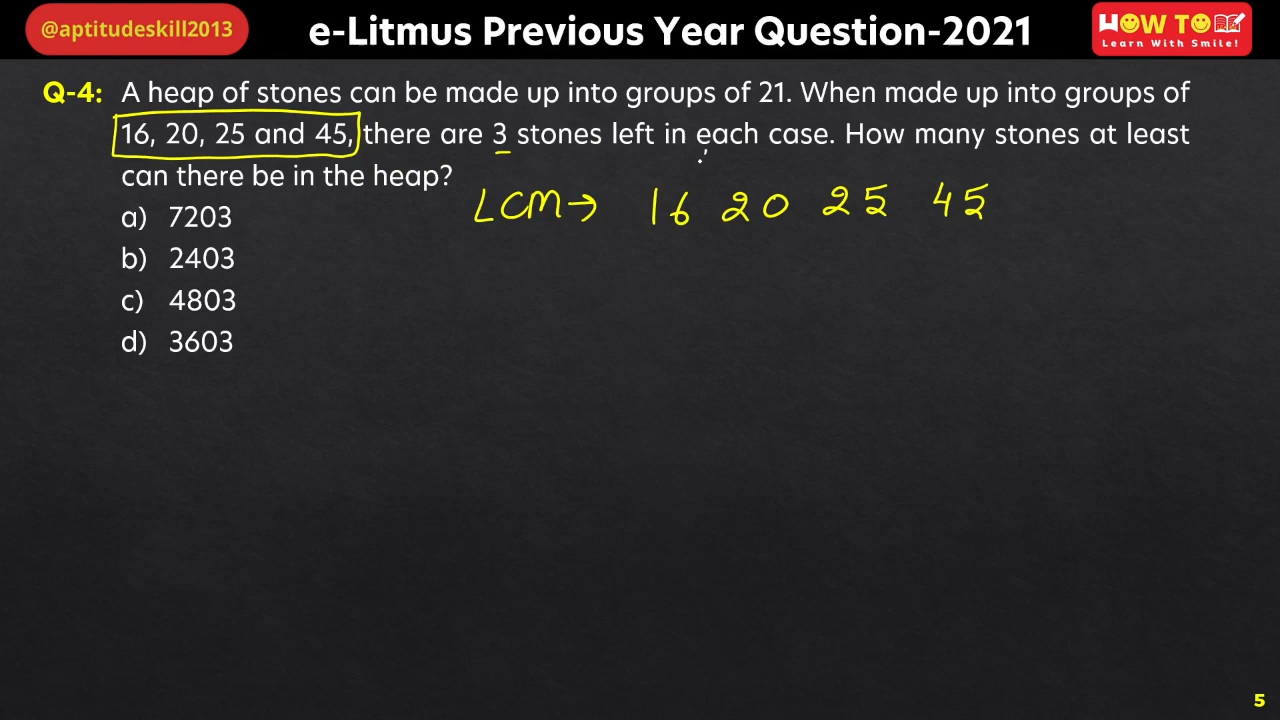 @aptitudeskill2013
e-Litmus Previous Year Question-2021
HOW TO
Learn With Smile!
Q-4: A heap of stones can be made up into groups of 21. When made up into groups of
16, 20, 25 and 45, there are 3 stones left in each case. How many stones at least
can there be in the heap?
LCM→ 16 20 25 45
a) 7203
b) 2403
c) 4803
d) 3603
5